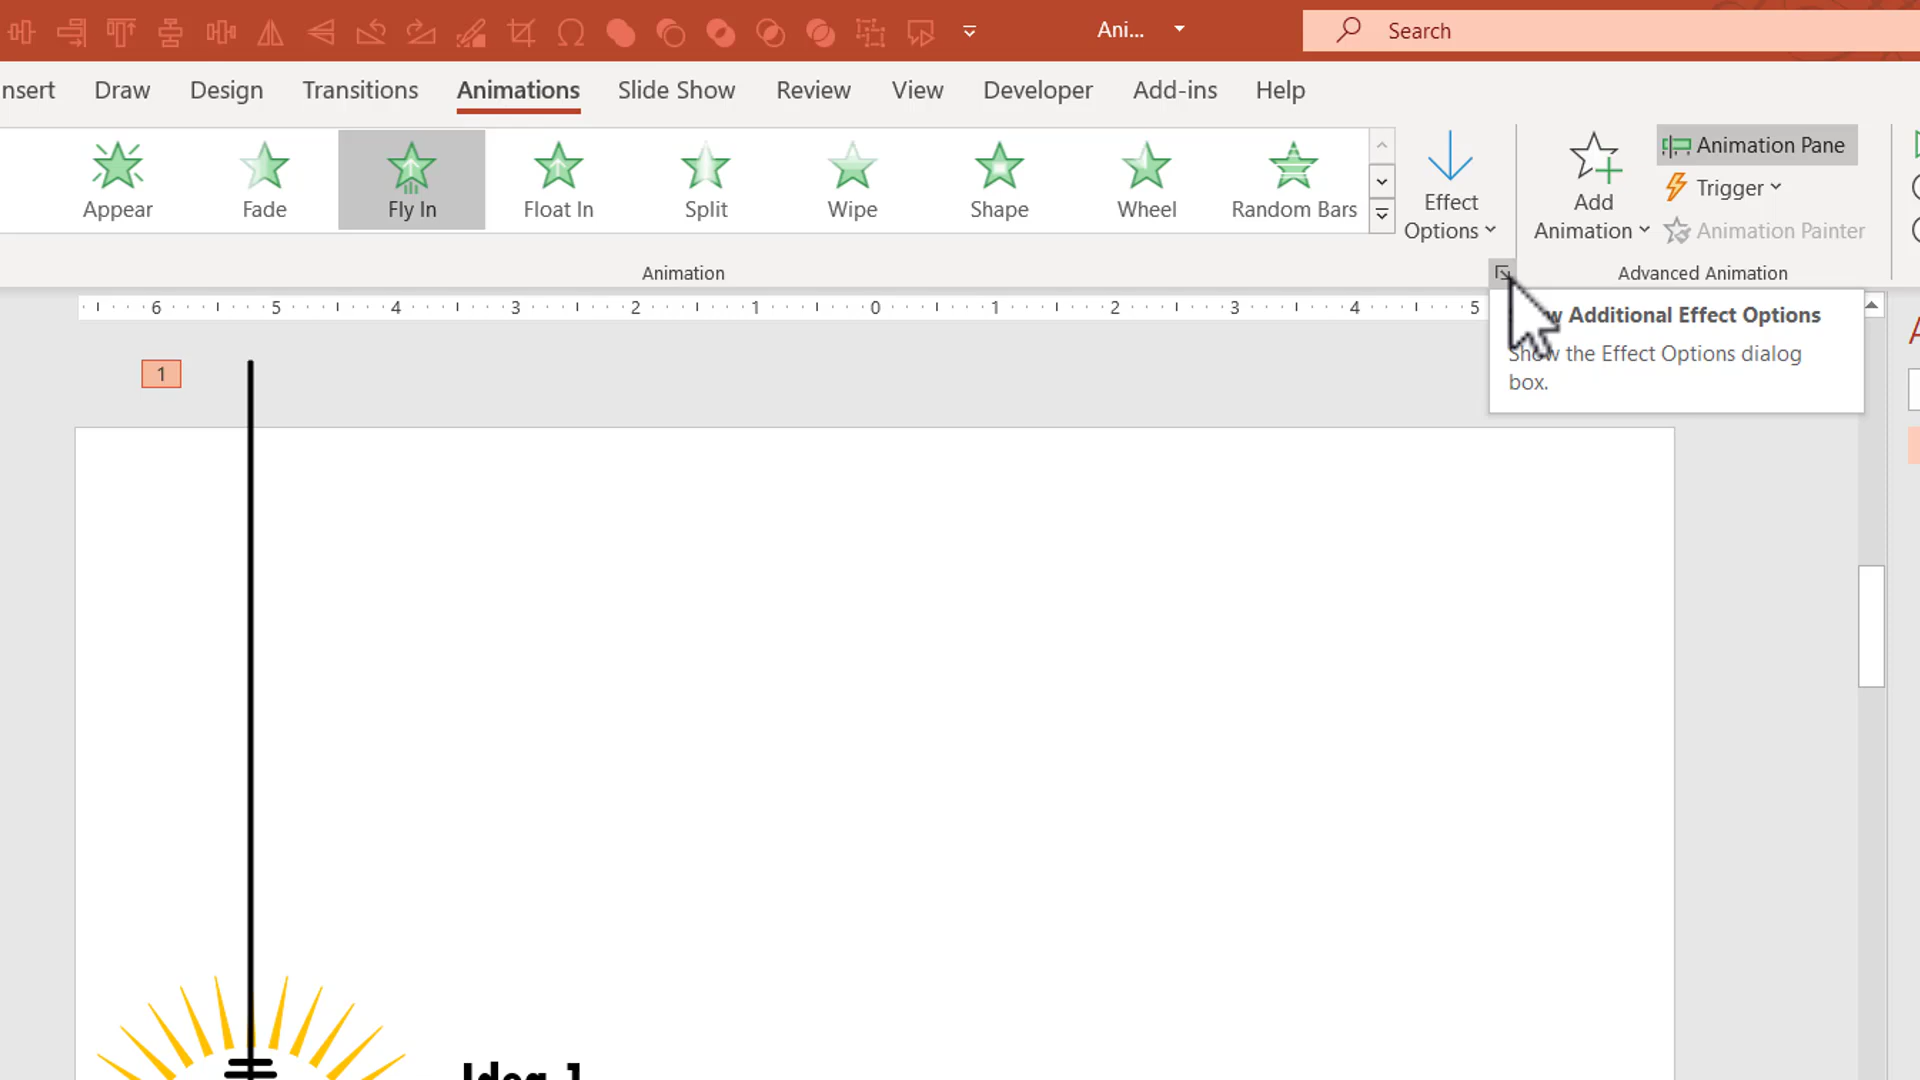 Ani...
Search
nsert Draw Design Transitions Animations Slide Show Review View Developer Add-ins Help
Appear Fade Fly In Float In Split Wipe Shape Wheel Random Bars
Effect Options
Add Animation
Animation Pane
Trigger
Animation Painter
Animation
Advanced Animation
6 5 4 3 2 1 0 1 2 3 4 5
w Additional Effect Options
Show the Effect Options dialog
box.
1
Idea 1